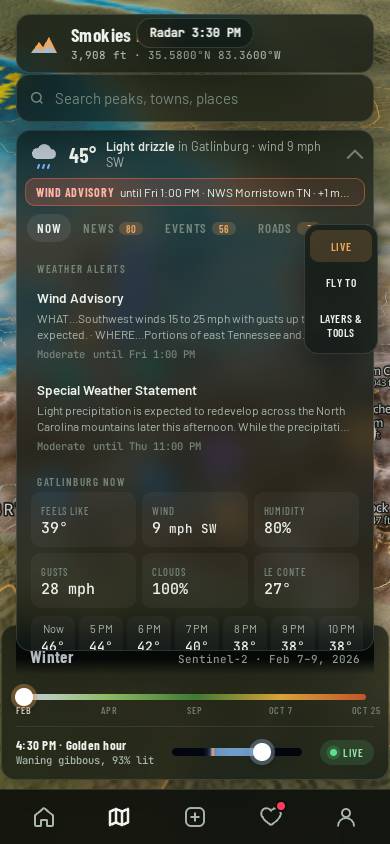 Smokies
Radar 3:30 PM
3,908 ft · 35.5800°N 83.3600°W
Search peaks, towns, places
45° Light drizzle in Gatlinburg · wind 9 mph SW
WIND ADVISORY until Fri 1:00 PM · NWS Morristown TN · +1 m...
NOW NEWS 80 EVENTS 56 ROADS
LIVE
FLY TO
LAYERS &
TOOLS
WEATHER ALERTS
Wind Advisory
WHAT...Southwest winds 15 to 25 mph with gusts up
expected. · WHERE...Portions of east Tennessee and
Moderate until Fri 1:00 PM
Special Weather Statement
Light precipitation is expected to redevelop across the North
Carolina mountains later this afternoon. While the precipitati...
Moderate until Thu 11:00 PM
GATLINBURG NOW
FEELS LIKE WIND HUMIDITY
39° 9 mph SW 80%
GUSTS CLOUDS LE CONTE
28 mph 100% 27°
Now 5 PM 6 PM 7 PM 8 PM 9 PM 10 PM
46° 44° 42° 40° 38° 38° 38°
Winter Sentinel-2 · Feb 7–9, 2026
FEB APR SEP OCT 7 OCT 25
4:30 PM · Golden hour
Waning gibbous, 93% lit
LIVE